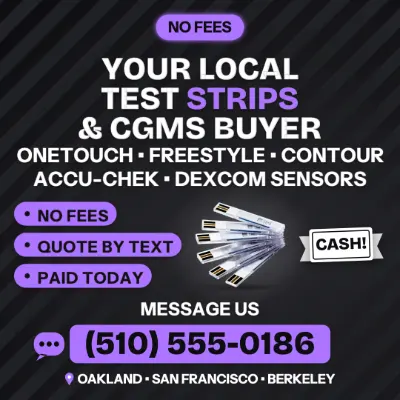 NO FEES
YOUR LOCAL
TEST STRIPS
& CGMS BUYER
ONETOUCH ▪ FREESTYLE ▪ CONTOUR
ACCU-CHEK ▪ DEXCOM SENSORS
• NO FEES
• QUOTE BY TEXT
• PAID TODAY
CASH!
MESSAGE US
(510) 555-0186
OAKLAND ▪ SAN FRANCISCO ▪ BERKELEY